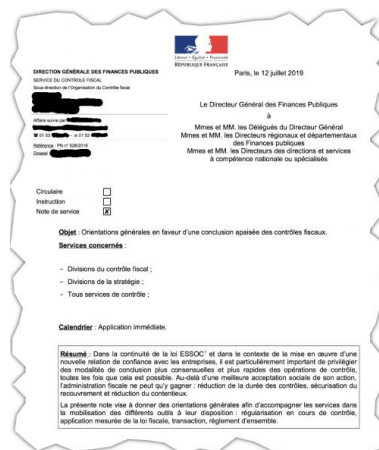 Liberté • Égalité • Fraternité
RÉPUBLIQUE FRANÇAISE
DIRECTION GÉNÉRALE DES FINANCES PUBLIQUES
SERVICE DU CONTROLE FISCAL
Sous-direction de l'Organisation du Contrôle fiscal
Affaire suivie par
01 53
01 53
Référence : PN n° 528/2018
Dossier
Paris, le 12 juillet 2019
Le Directeur Général des Finances Publiques
à
Mmes et MM. les Délégués du Directeur Général
Mmes et MM. les Directeurs régionaux et départementaux
des Finances publiques
Mmes et MM. les Directeurs des directions et services
à compétence nationale ou spécialisés
Circulaire
Instruction
Note de service X
Objet : Orientations générales en faveur d'une conclusion apaisée des contrôles fiscaux.
Services concernés :
– Divisions du contrôle fiscal ;
– Divisions de la stratégie ;
– Tous services de contrôle ;
Calendrier : Application immédiate.
Résumé : Dans la continuité de la loi ESSOC¹ et dans le contexte de la mise en œuvre d'une
nouvelle relation de confiance avec les entreprises, il est particulièrement important de privilégier
des modalités de conclusion plus consensuelles et plus rapides des opérations de contrôle,
toutes les fois que cela est possible. Au-delà d'une meilleure acceptation sociale de son action,
l'administration fiscale ne peut qu'y gagner : réduction de la durée des contrôles, sécurisation du
recouvrement et réduction du contentieux.
La présente note vise à donner des orientations générales afin d'accompagner les services dans
la mobilisation des différents outils à leur disposition : régularisation en cours de contrôle,
application mesurée de la loi fiscale, transaction, règlement d'ensemble.